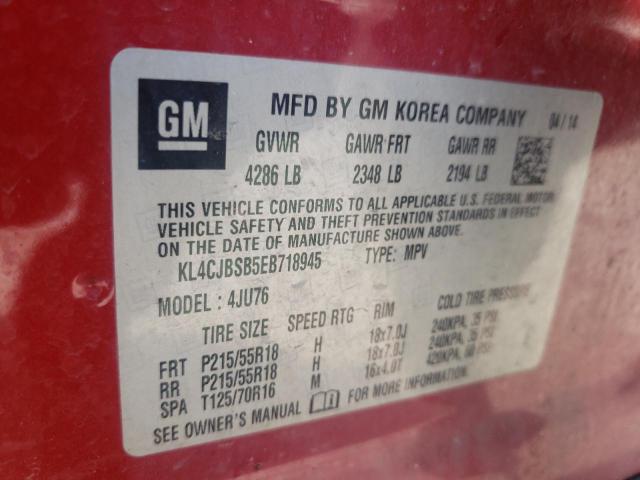 GM
MFD BY GM KOREA COMPANY 04/14
GVWR GAWR FRT GAWR RR
4286 LB 2348 LB 2194 LB
THIS VEHICLE CONFORMS TO ALL APPLICABLE U.S. FEDERAL MOTOR
VEHICLE SAFETY AND THEFT PREVENTION STANDARDS IN EFFECT
ON THE DATE OF MANUFACTURE SHOWN ABOVE.
KL4CJBSB5EB718945 TYPE: MPV
MODEL : 4JU76
TIRE SIZE SPEED RTG RIM COLD TIRE PRESSURE
FRT P215/55R18 H 18x7.0J 240KPA, 35 PSI
RR P215/55R18 H 18x7.0J 240KPA, 35 PSI
SPA T125/70R16 M 16x4.0T 420KPA, 60 PSI
SEE OWNER'S MANUAL FOR MORE INFORMATION.